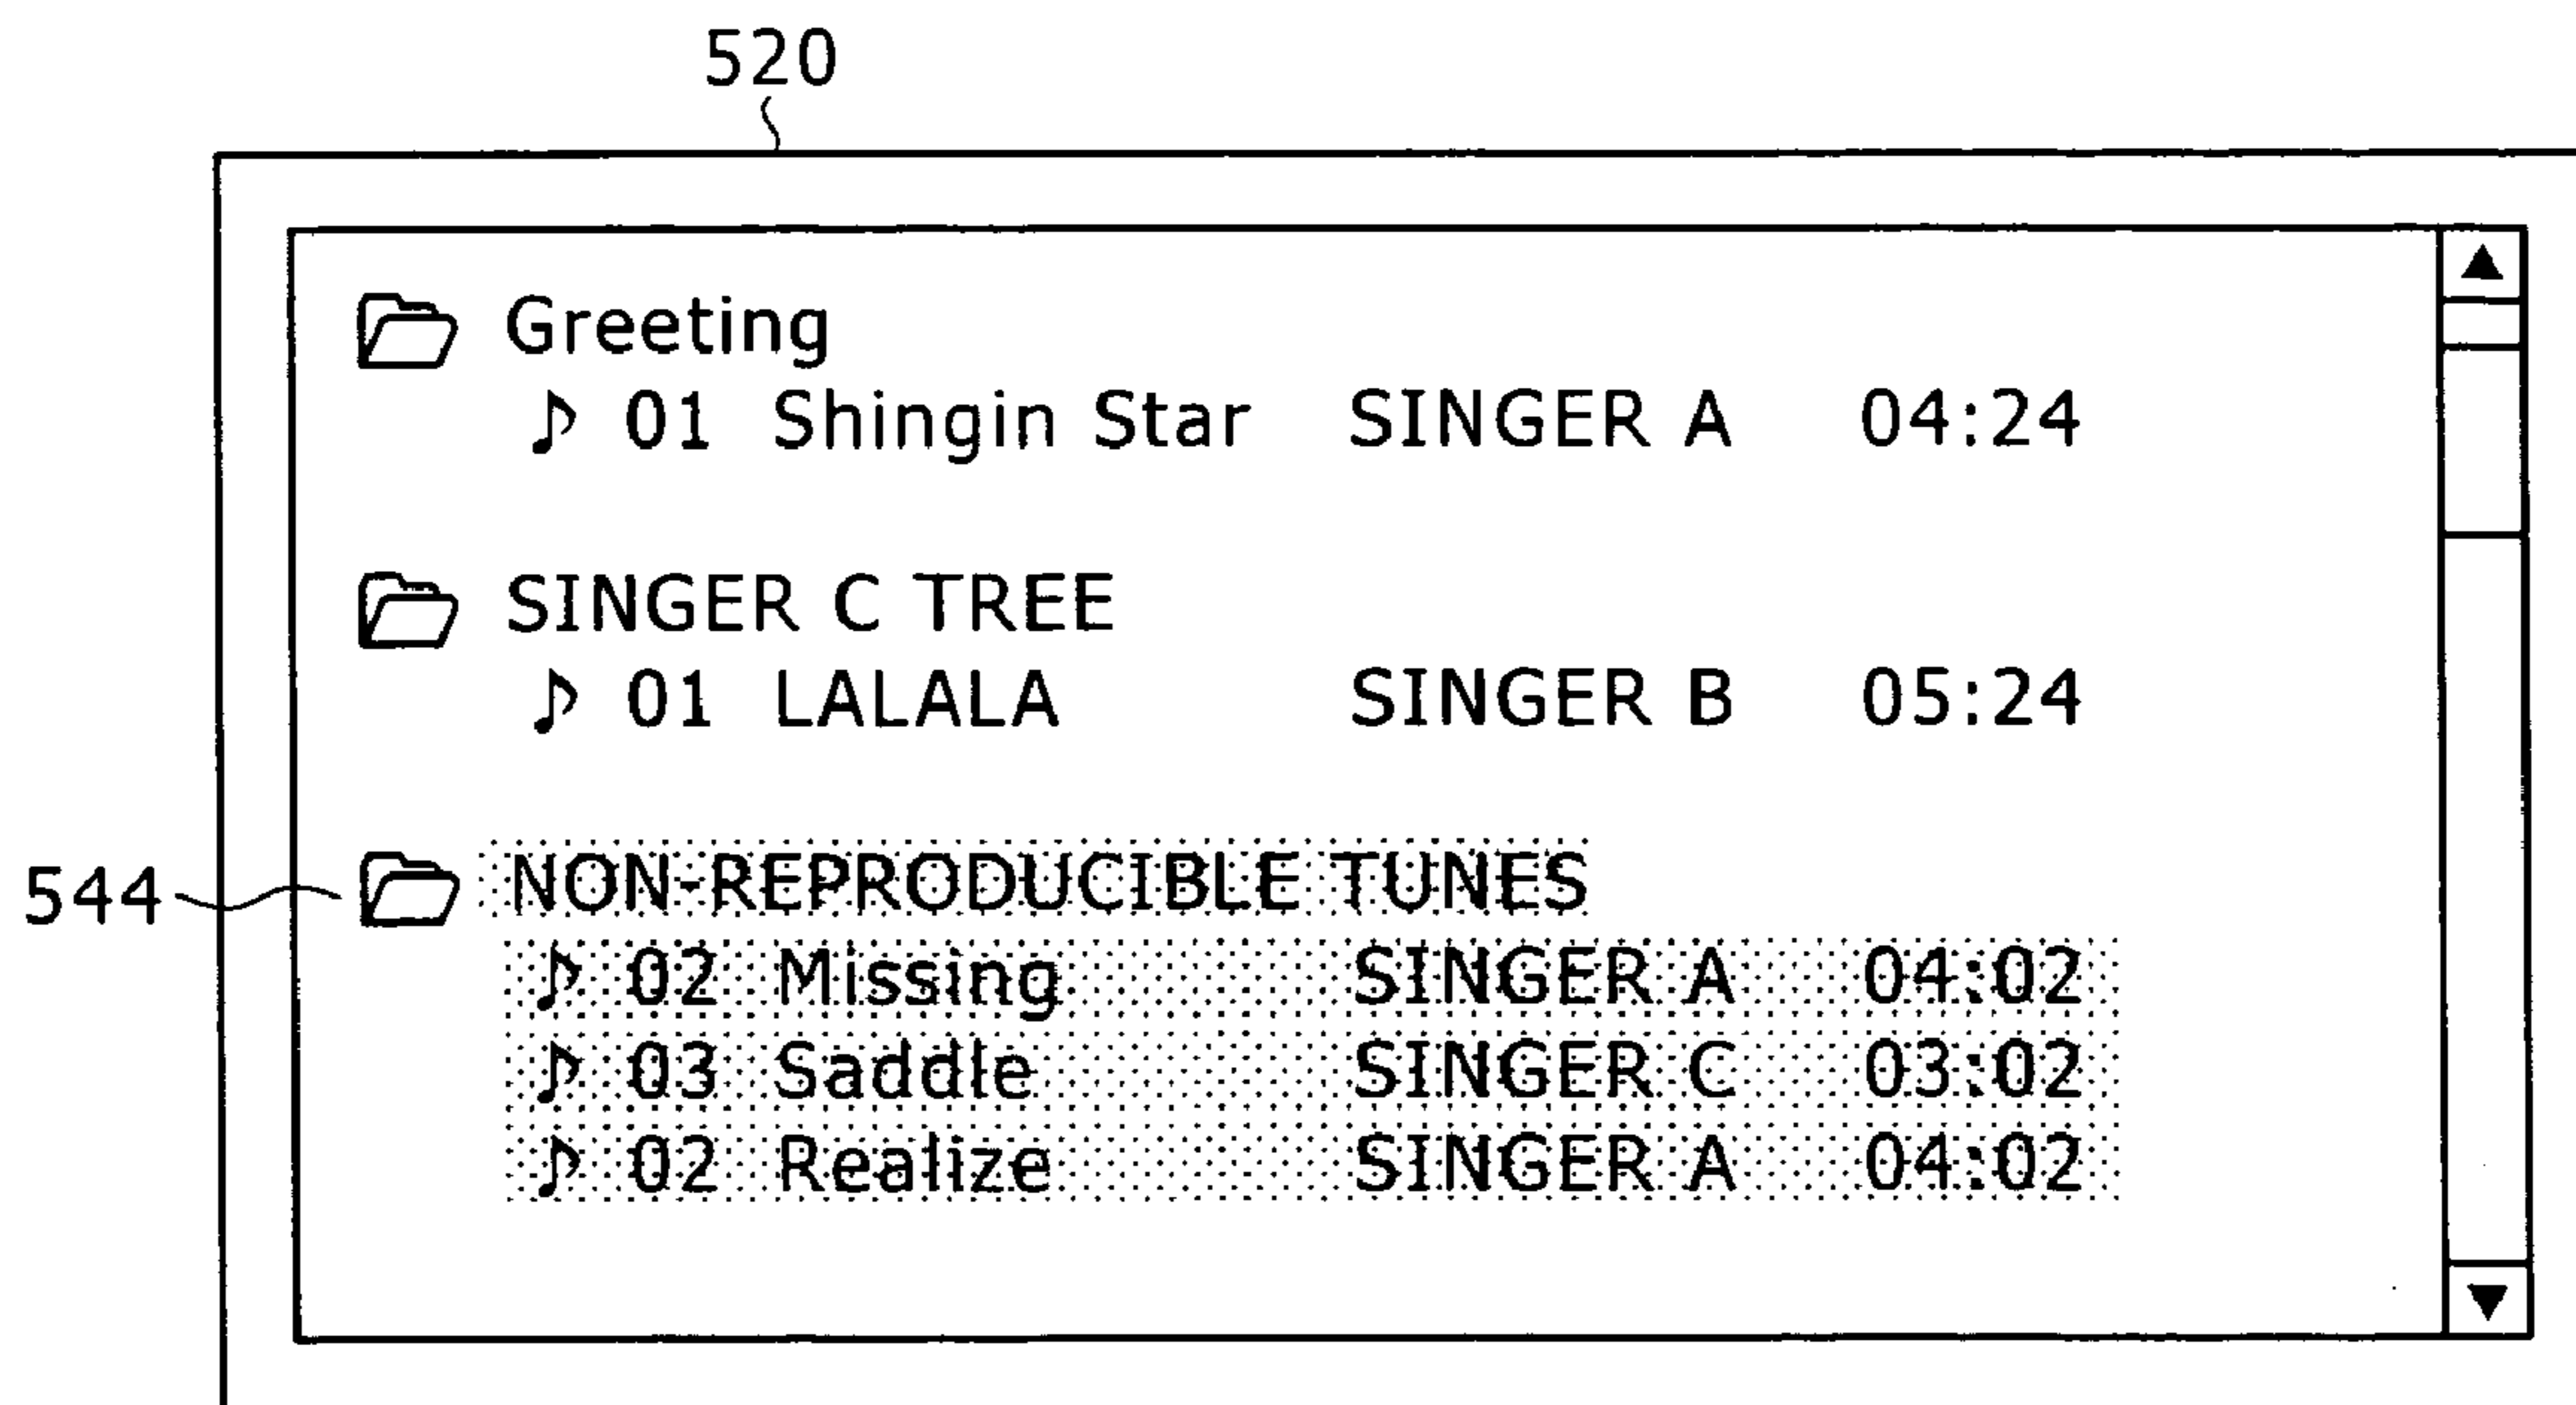 520
Greeting
01 Shingin Star SINGER A 04:24
SINGER C TREE
01 LALALA SINGER B 05:24
544 NON-REPRODUCIBLE TUNES
02 Missing SINGER A 04:02
03 Saddle SINGER C 03:02
02 Realize SINGER A 04:02